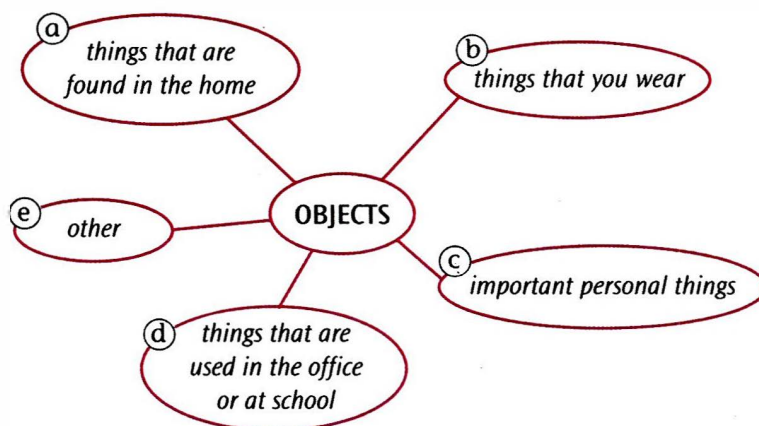 a
things that are
found in the home
b
things that you wear
OBJECTS
e
other
c
important personal things
d
things that are
used in the office
or at school